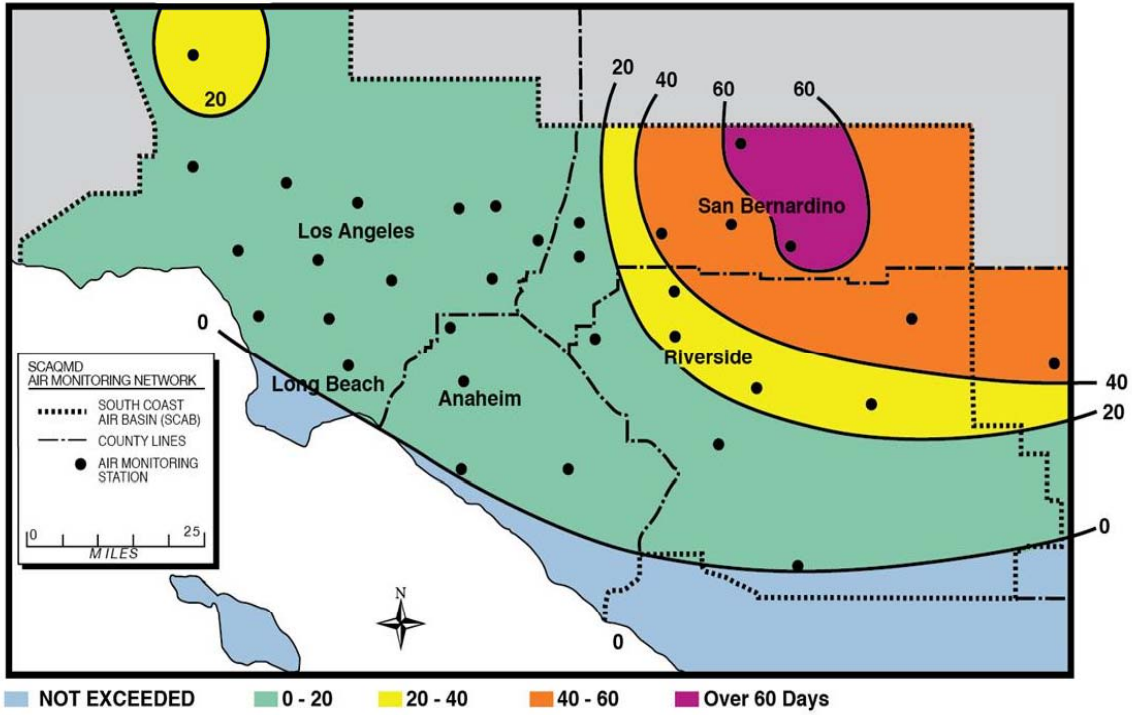 20
20
40
60
60
San Bernardino
Los Angeles
0
Riverside
Long Beach
Anaheim
40
20
0
SCAQMD
AIR MONITORING NETWORK
SOUTH COAST
AIR BASIN (SCAB)
COUNTY LINES
AIR MONITORING
STATION
0 25
MILES
N
0
NOT EXCEEDED 0 - 20 20 - 40 40 - 60 Over 60 Days